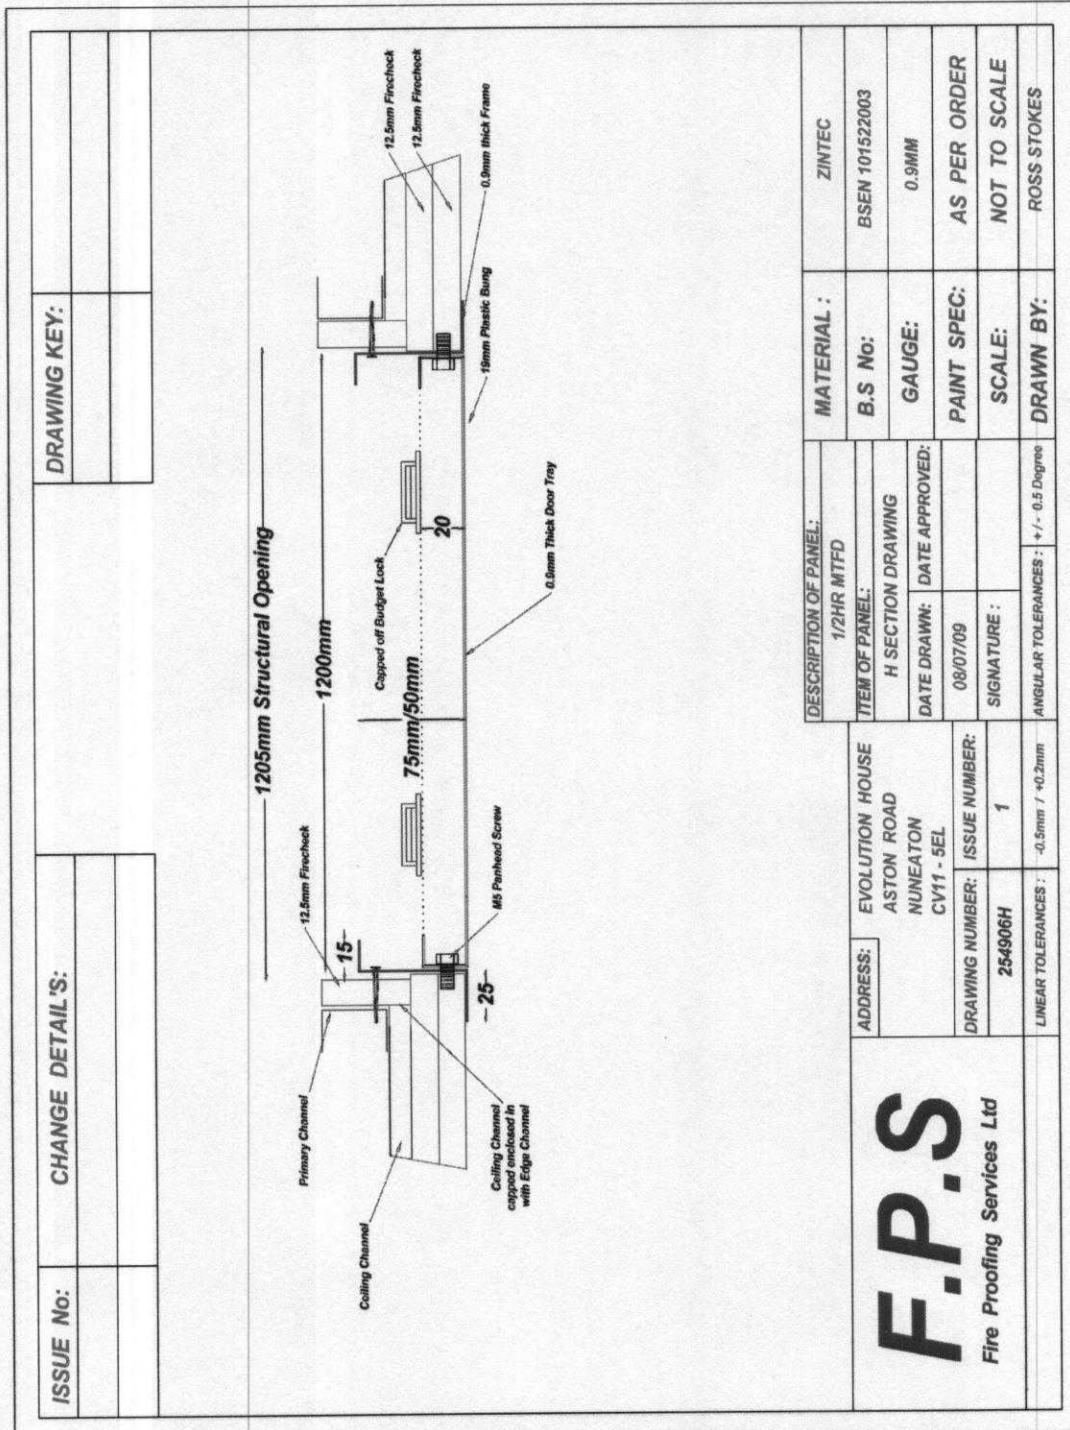 ISSUE No:
CHANGE DETAIL'S:
DRAWING KEY:
1205mm Structural Opening
1200mm
12.5mm Firecheck
15
Primary Channel
Ceiling Channel
Ceiling Channel
capped enclosed in
with Edge Channel
25
M5 Panhead Screw
75mm/50mm
Capped off Budget Lock
20
0.9mm Thick Door Tray
19mm Plastic Bung
0.9mm thick Frame
12.5mm Firecheck
12.5mm Firecheck
F.P.S
Fire Proofing Services Ltd
ADDRESS:
EVOLUTION HOUSE
ASTON ROAD
NUNEATON
CV11 - 5EL
DRAWING NUMBER:
254906H
ISSUE NUMBER:
1
LINEAR TOLERANCES :
-0.5mm / +0.2mm
DESCRIPTION OF PANEL:
1/2HR MTFD
ITEM OF PANEL:
H SECTION DRAWING
DATE DRAWN:
08/07/09
DATE APPROVED:
SIGNATURE :
ANGULAR TOLERANCES :
+ / - 0.5 Degree
MATERIAL :
ZINTEC
B.S No:
BSEN 101522003
GAUGE:
0.9MM
PAINT SPEC:
AS PER ORDER
SCALE:
NOT TO SCALE
DRAWN BY:
ROSS STOKES